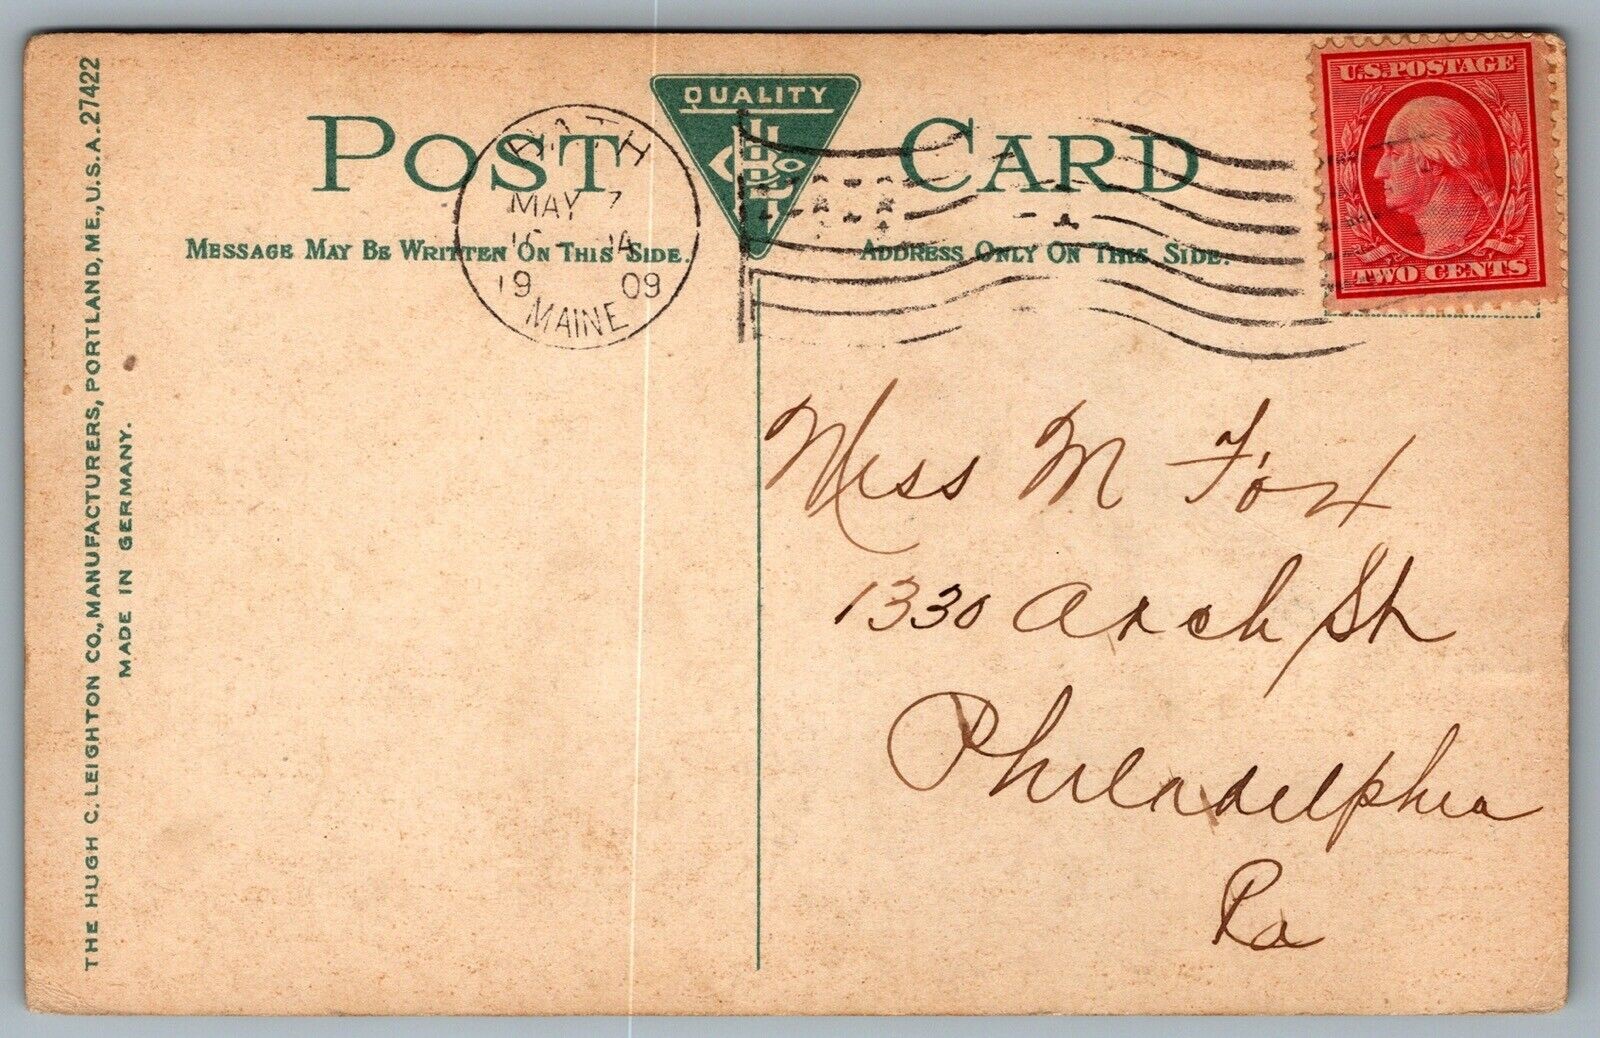 U.S. POSTAGE
TWO CENTS
QUALITY
POST CARD
MESSAGE MAY BE WRITTEN ON THIS SIDE.
ADDRESS ONLY ON THIS SIDE.
MAY 7
19 09
MAINE
Miss M Fox
1330 Arch St
Philadelphia
Pa
THE HUGH C. LEIGHTON CO., MANUFACTURERS, PORTLAND, ME., U.S.A. 27422
MADE IN GERMANY.